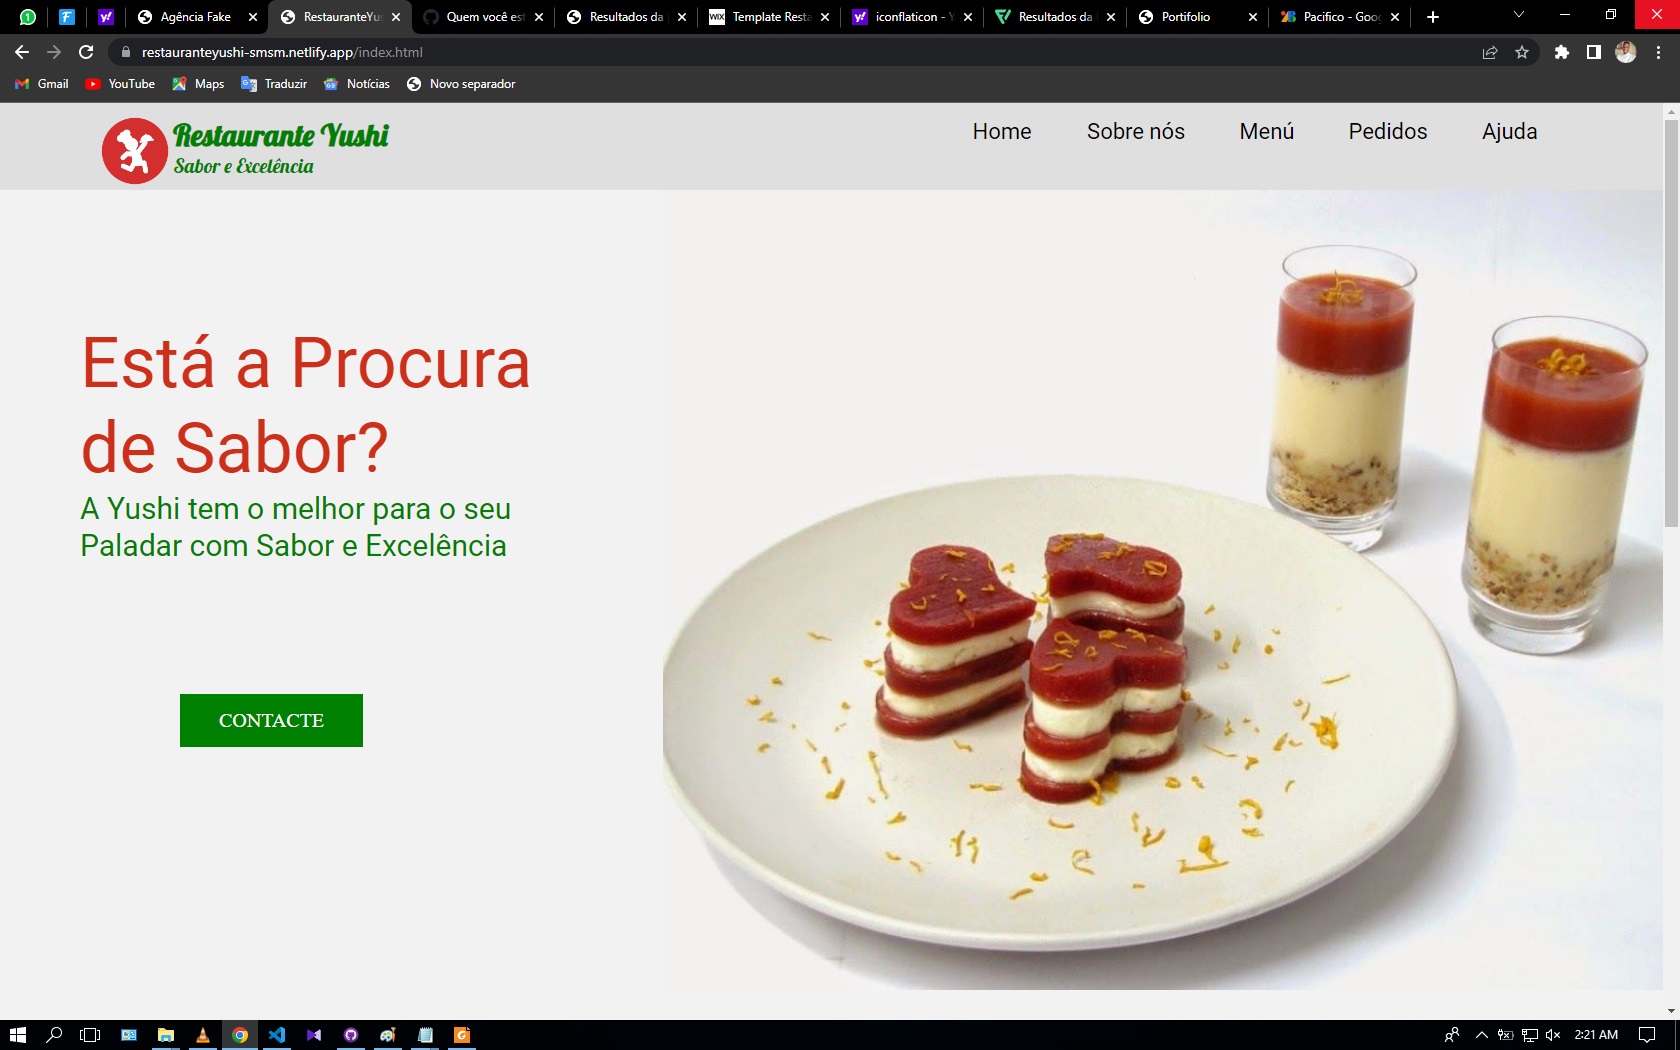 Agência Fake
RestauranteYus
Quem você es
Resultados da
Template Resta
iconflaticon - Y
Resultados da
Portifolio
Pacifico - Goog
restauranteyushi-smsm.netlify.app/index.html
Gmail
YouTube
Maps
Traduzir
Notícias
Novo separador
Restaurante Yushi
Sabor e Excelência
Home
Sobre nós
Menú
Pedidos
Ajuda
Está a Procura
de Sabor?
A Yushi tem o melhor para o seu
Paladar com Sabor e Excelência
CONTACTE
2:21 AM